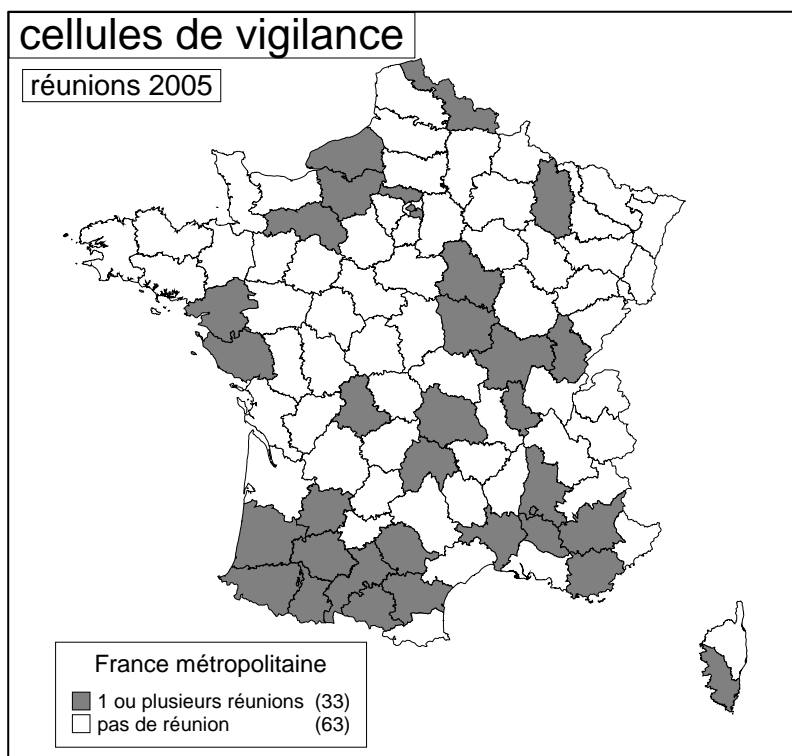 cellules de vigilance
réunions 2005
France métropolitaine
1 ou plusieurs réunions (33)
pas de réunion (63)